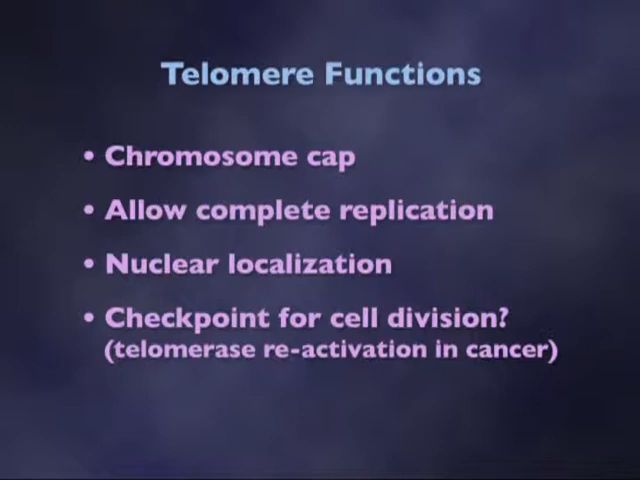 Telomere Functions
• Chromosome cap
• Allow complete replication
• Nuclear localization
• Checkpoint for cell division?
(telomerase re-activation in cancer)